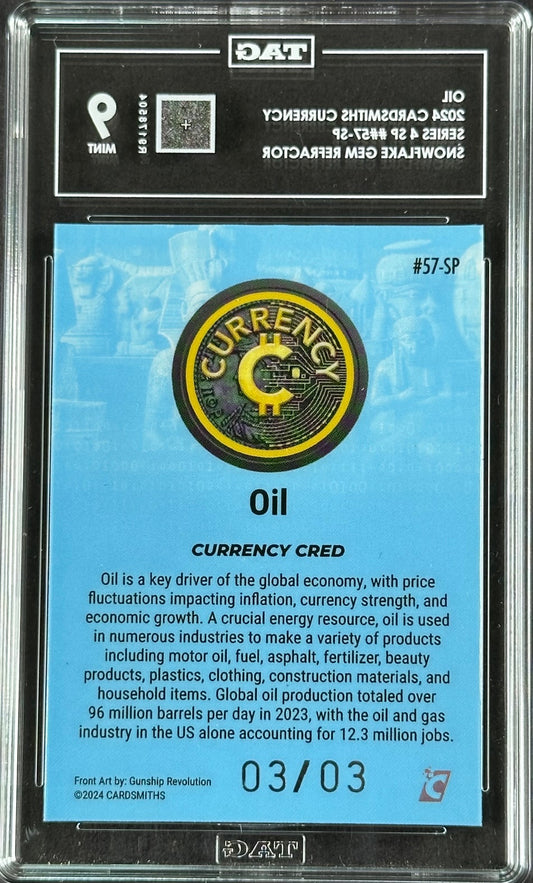 TAG
OIL
2024 CARDSMITHS CURRENCY
SERIES 4 SP ##57-SP
SNOWFLAKE GEM REFRACTOR
9
MINT
R9178504
#57-SP
CURRENCY
Oil
CURRENCY CRED
Oil is a key driver of the global economy, with price
fluctuations impacting inflation, currency strength, and
economic growth. A crucial energy resource, oil is used
in numerous industries to make a variety of products
including motor oil, fuel, asphalt, fertilizer, beauty
products, plastics, clothing, construction materials, and
household items. Global oil production totaled over
96 million barrels per day in 2023, with the oil and gas
industry in the US alone accounting for 12.3 million jobs.
Front Art by: Gunship Revolution
©2024 CARDSMITHS
03/03
TAG